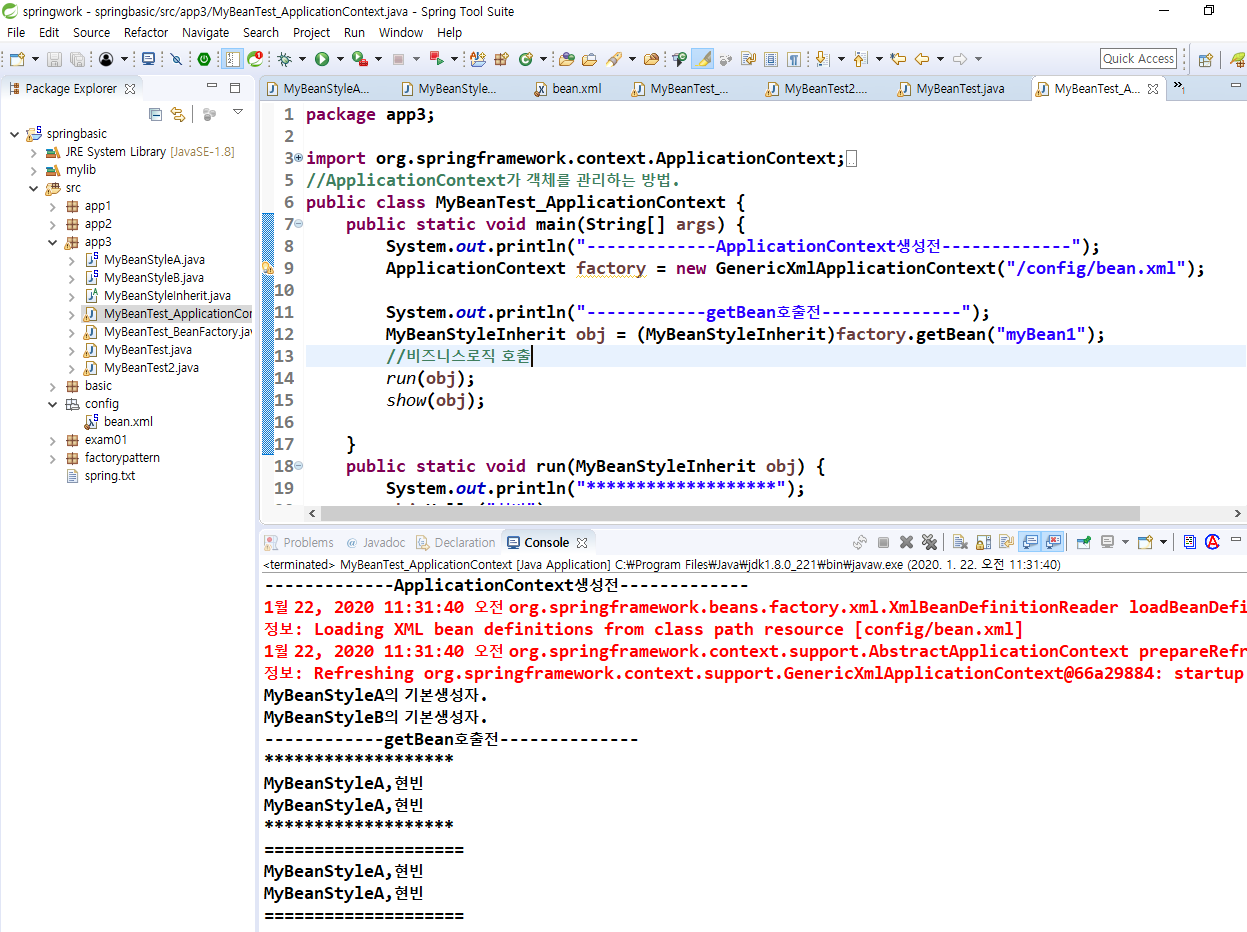 springwork - springbasic/src/app3/MyBeanTest_ApplicationContext.java - Spring Tool Suite
File Edit Source Refactor Navigate Search Project Run Window Help
Quick Access
Package Explorer
springbasic
JRE System Library [JavaSE-1.8]
mylib
src
app1
app2
app3
MyBeanStyleA.java
MyBeanStyleB.java
MyBeanStyleInherit.java
MyBeanTest_ApplicationCor
MyBeanTest_BeanFactory.jav
MyBeanTest.java
MyBeanTest2.java
basic
config
bean.xml
exam01
factorypattern
spring.txt
MyBeanStyleA... MyBeanStyle... bean.xml MyBeanTest_... MyBeanTest2.... MyBeanTest.java MyBeanTest_A... »1
1 package app3;
2
3 import org.springframework.context.ApplicationContext;
5 //ApplicationContext가 객체를 관리하는 방법.
6 public class MyBeanTest_ApplicationContext {
7 public static void main(String[] args) {
8 System.out.println("-------------ApplicationContext생성전-------------");
9 ApplicationContext factory = new GenericXmlApplicationContext("/config/bean.xml");
10
11 System.out.println("------------getBean호출전--------------");
12 MyBeanStyleInherit obj = (MyBeanStyleInherit)factory.getBean("myBean1");
13 //비즈니스로직 호출
14 run(obj);
15 show(obj);
16
17 }
18 public static void run(MyBeanStyleInherit obj) {
19 System.out.println("*******************");
Problems @ Javadoc Declaration Console
<terminated> MyBeanTest_ApplicationContext [Java Application] C:₩Program Files₩Java₩jdk1.8.0_221₩bin₩javaw.exe (2020. 1. 22. 오전 11:31:40)
-------------ApplicationContext생성전-------------
1월 22, 2020 11:31:40 오전 org.springframework.beans.factory.xml.XmlBeanDefinitionReader loadBeanDefi
정보: Loading XML bean definitions from class path resource [config/bean.xml]
1월 22, 2020 11:31:40 오전 org.springframework.context.support.AbstractApplicationContext prepareRefr
정보: Refreshing org.springframework.context.support.GenericXmlApplicationContext@66a29884: startup
MyBeanStyleA의 기본생성자.
MyBeanStyleB의 기본생성자.
------------getBean호출전--------------
*******************
MyBeanStyleA,현빈
MyBeanStyleA,현빈
*******************
====================
MyBeanStyleA,현빈
MyBeanStyleA,현빈
====================